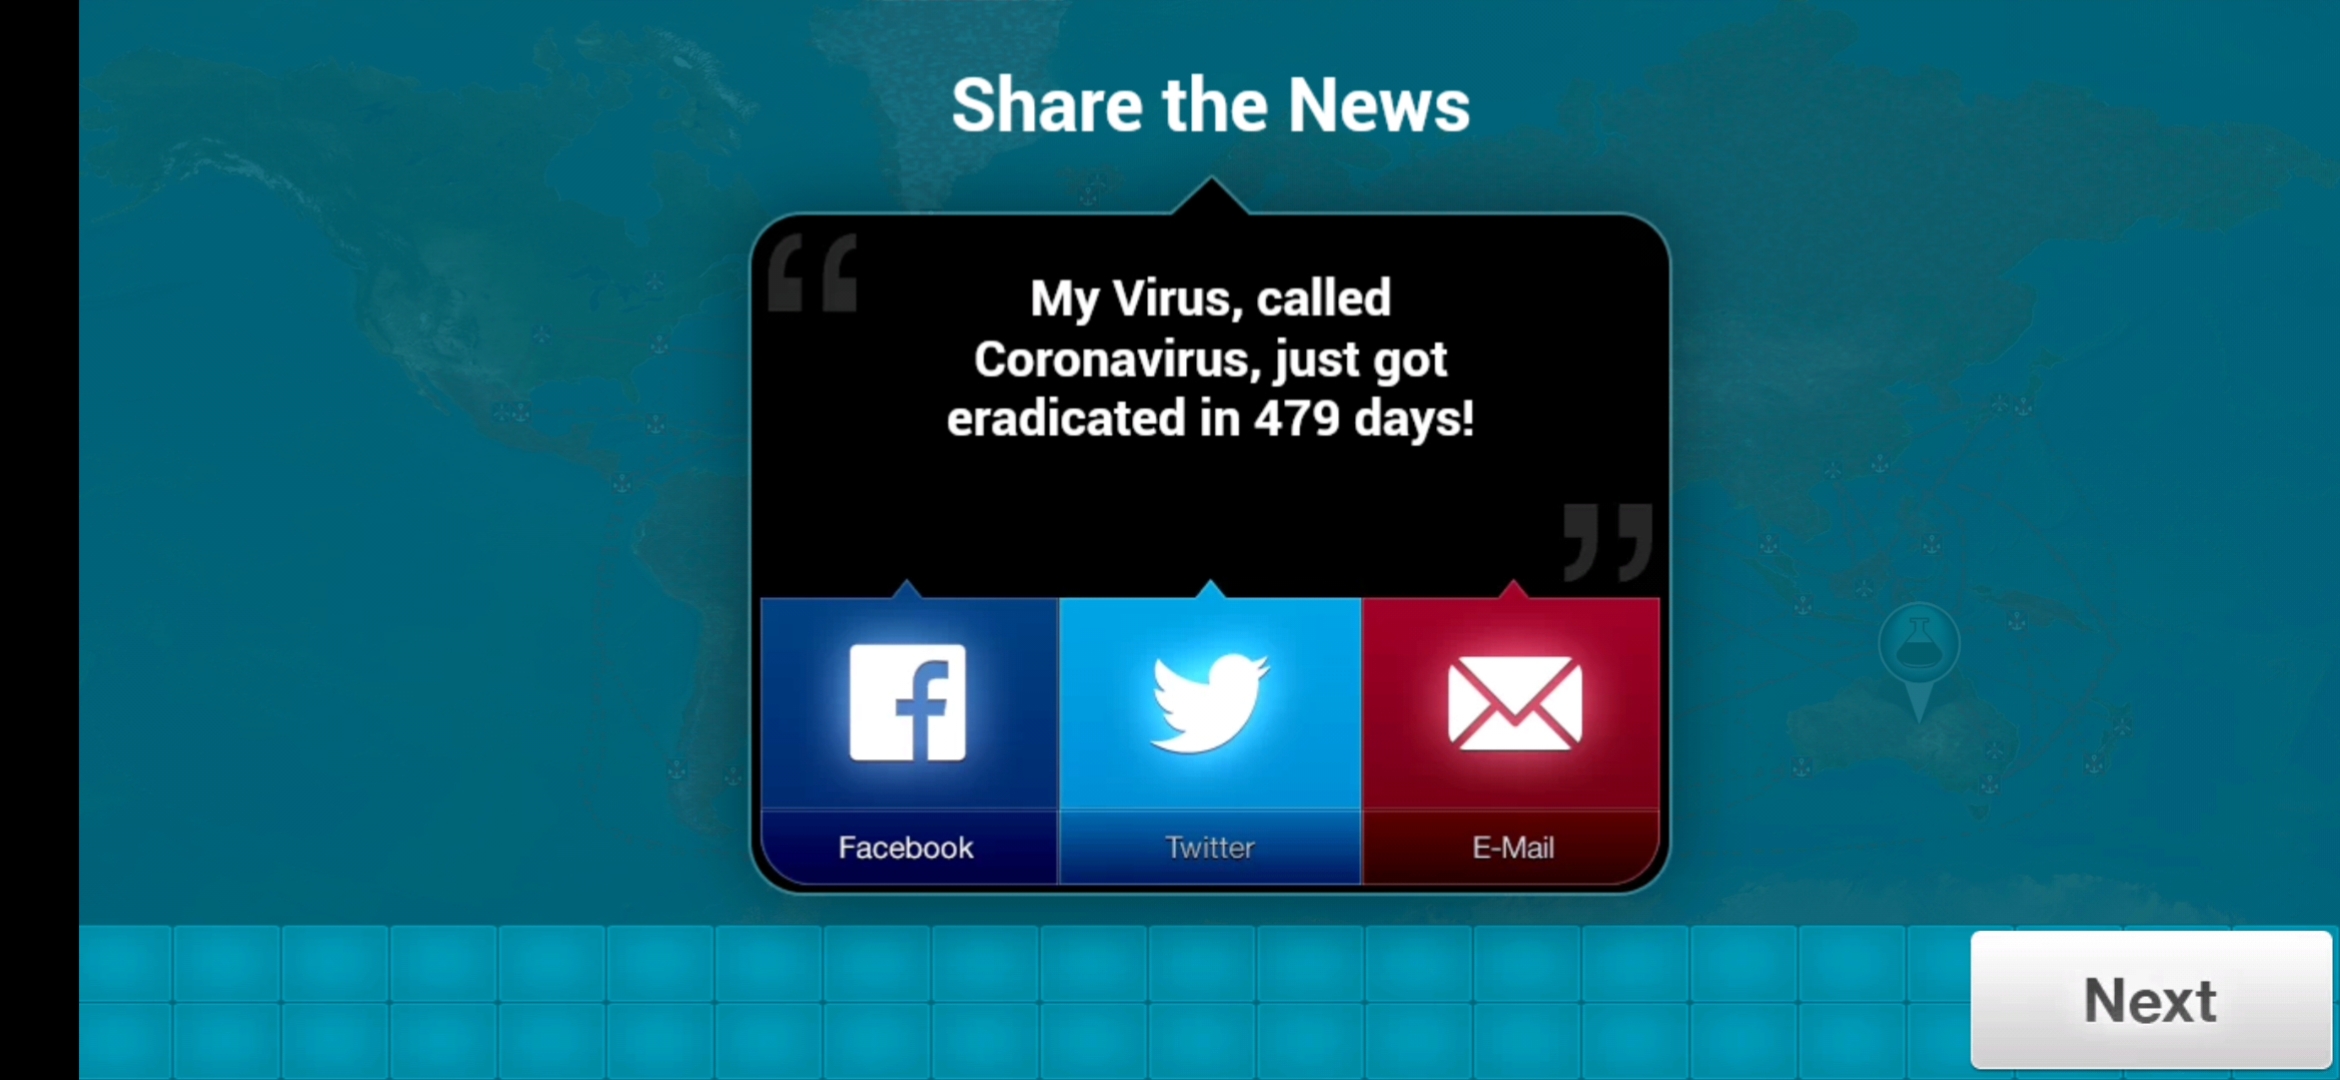 Share the News
My Virus, called
Coronavirus, just got
eradicated in 479 days!
Facebook
Twitter
E-Mail
Next